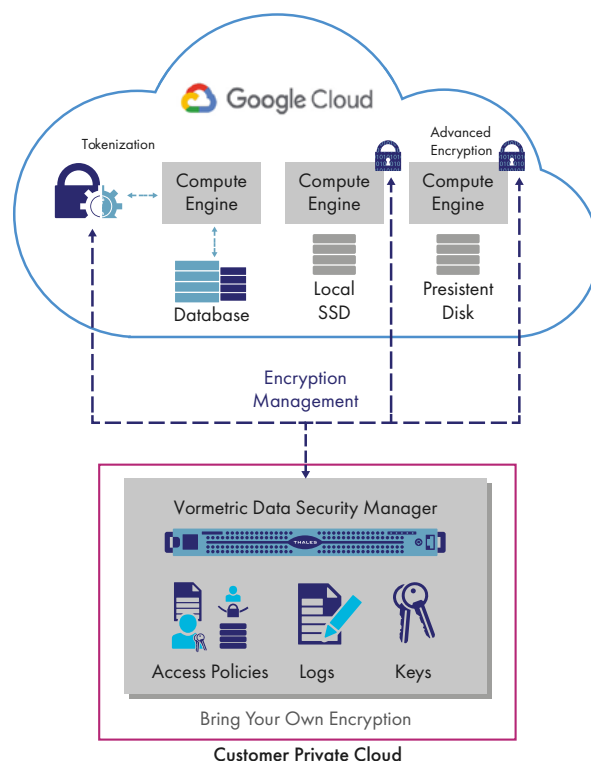 Google Cloud
Tokenization
Advanced
Encryption
Compute
Engine
Compute
Engine
Compute
Engine
Database
Local
SSD
Presistent
Disk
Encryption
Management
Vormetric Data Security Manager
THALES
Access Policies
Logs
Keys
Bring Your Own Encryption
Customer Private Cloud